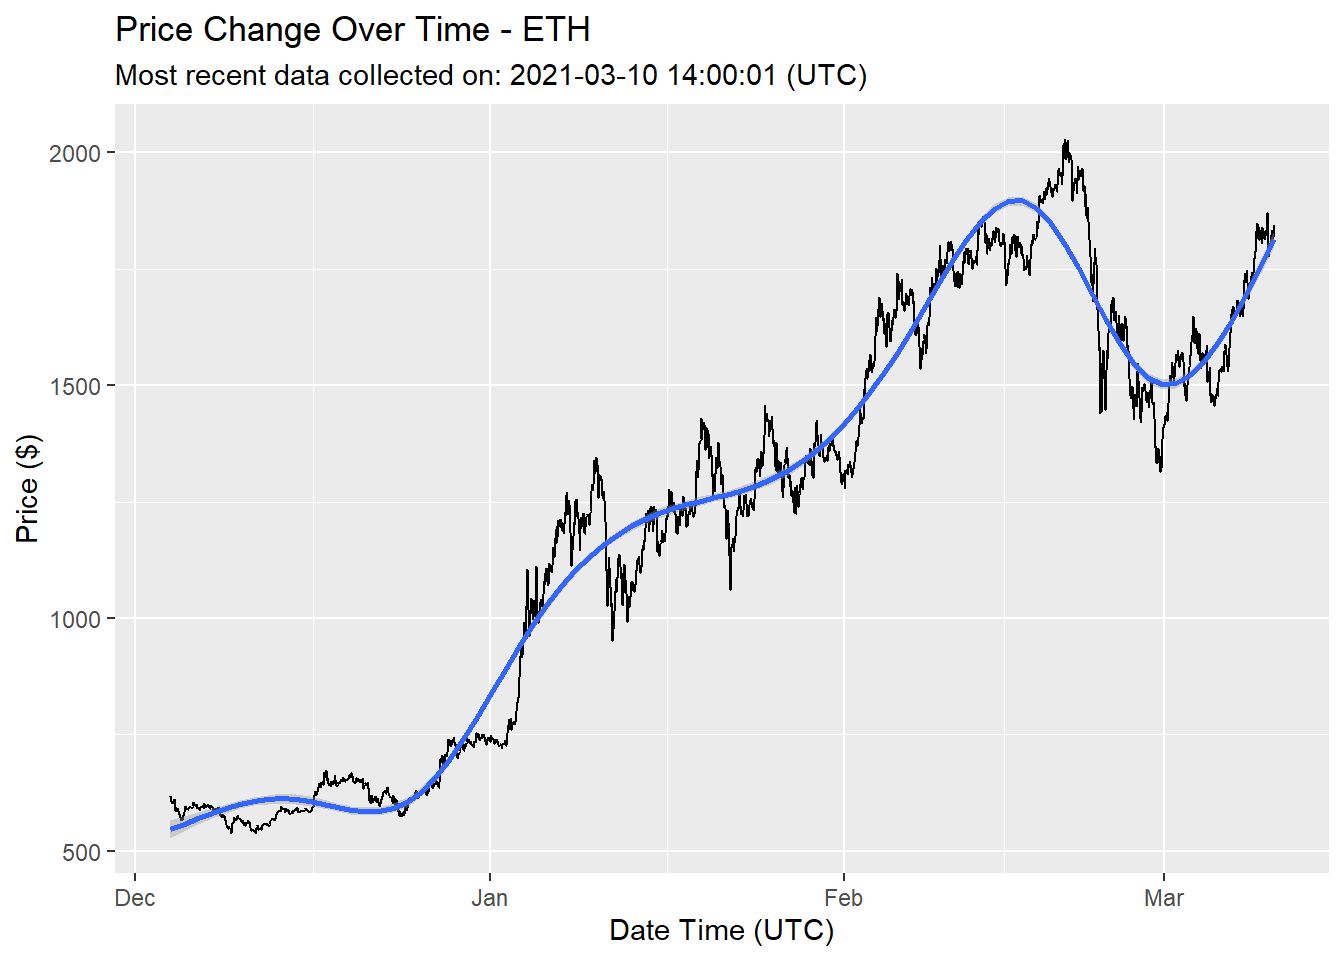 Price Change Over Time - ETH
Most recent data collected on: 2021-03-10 14:00:01 (UTC)
2000
1500
1000
500
Price ($)
Dec Jan Feb Mar
Date Time (UTC)